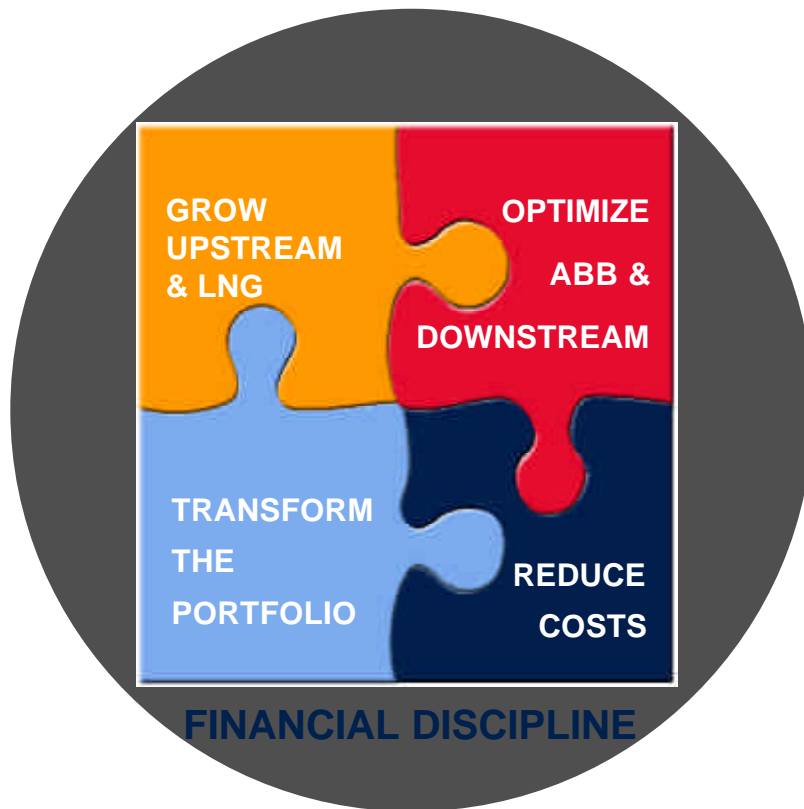 GROW
UPSTREAM
& LNG
OPTIMIZE
ABB &
DOWNSTREAM
TRANSFORM
THE
PORTFOLIO
REDUCE
COSTS
FINANCIAL DISCIPLINE